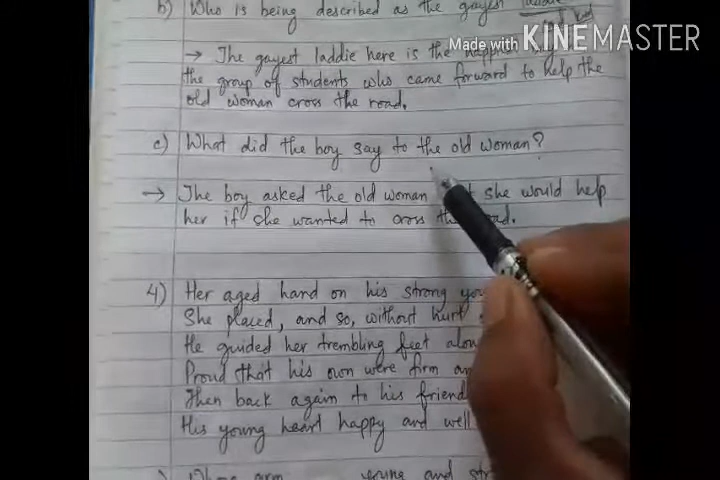 b) Who is being described as the gayest laddie
Made with KINEMASTER
→ The gayest laddie here is the
the group of students who came forward to help the
old woman cross the road.
c) What did the boy say to the old woman?
→ The boy asked the old woman she would help
her if she wanted to cross the
4) Her aged hand on his strong
She placed, and so, without hurt
He guided her trembling feet
Proud that his own were firm
Then back again to his
His young heart happy and well
arm young and